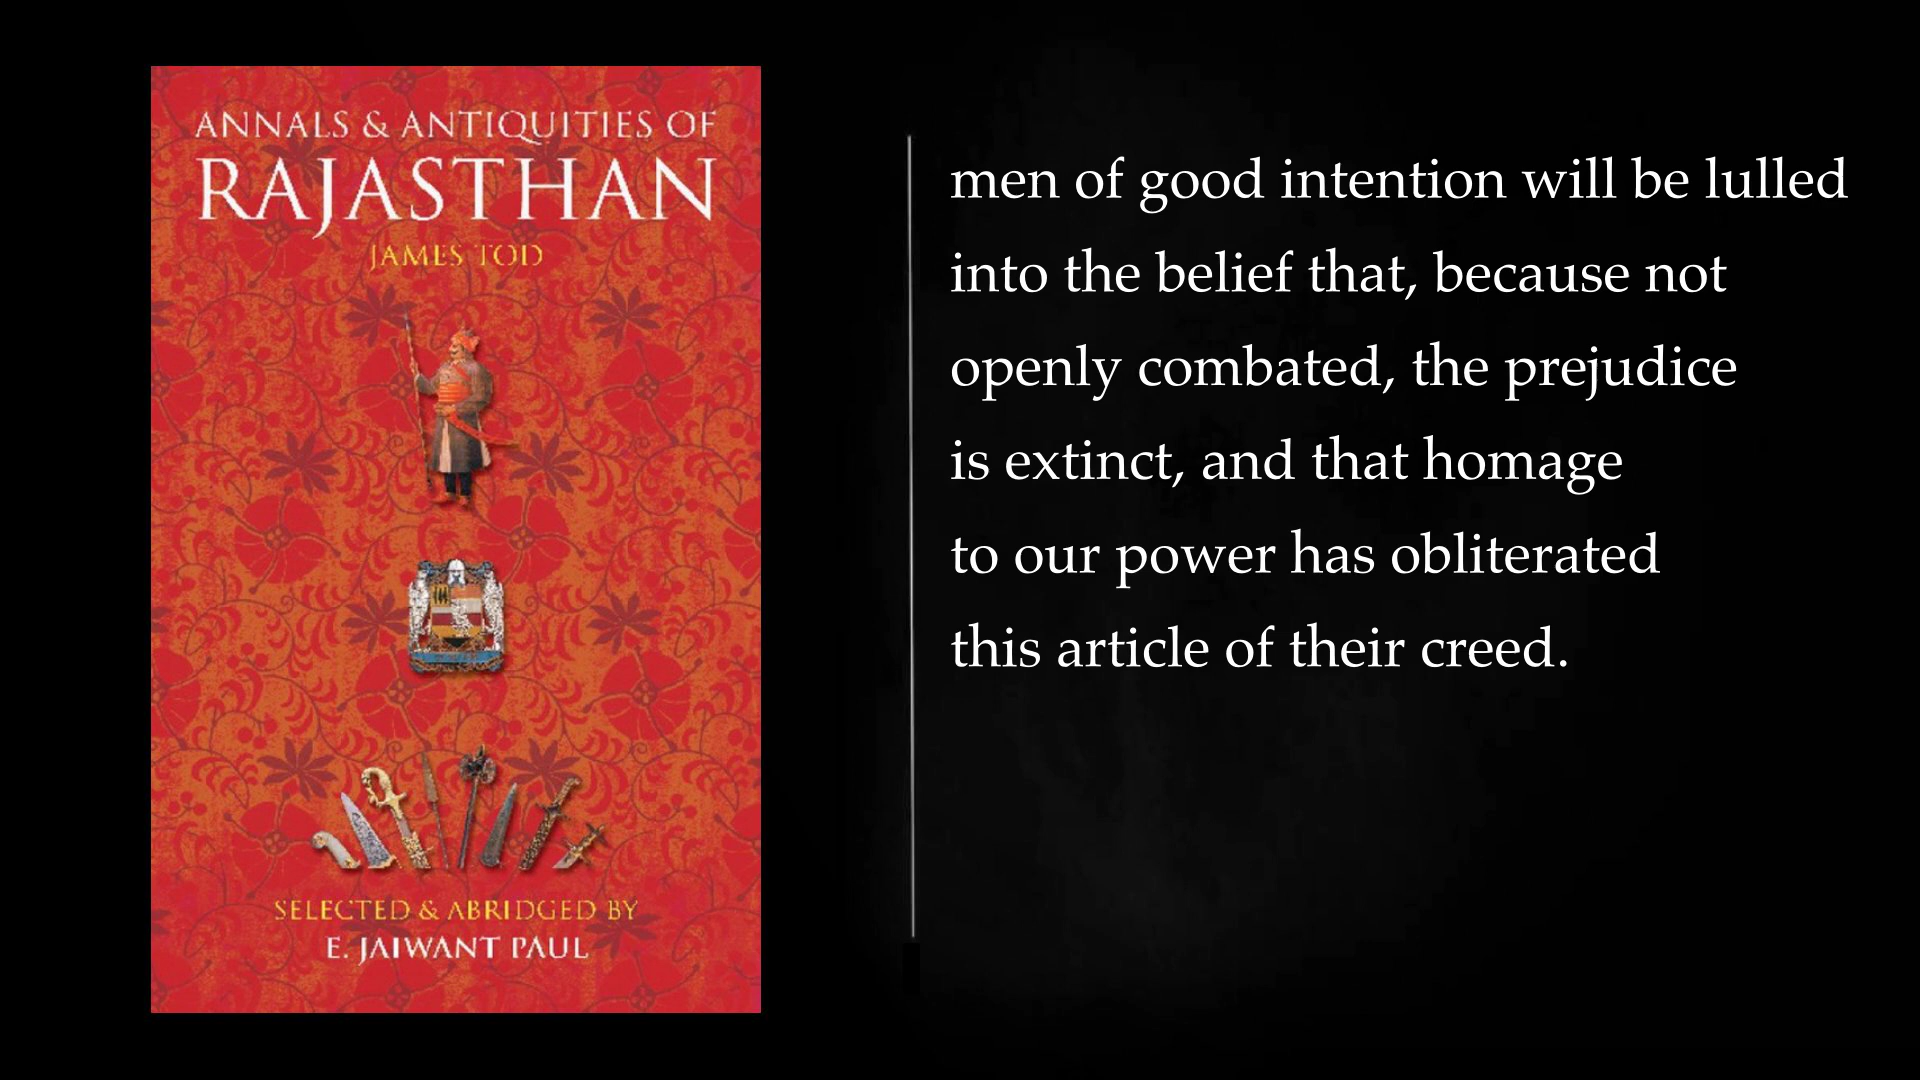 ANNALS & ANTIQUITIES OF
RAJASTHAN
JAMES TOD
SELECTED & ABRIDGED BY
E. JAIWANT PAUL
men of good intention will be lulled
into the belief that, because not
openly combated, the prejudice
is extinct, and that homage
to our power has obliterated
this article of their creed.